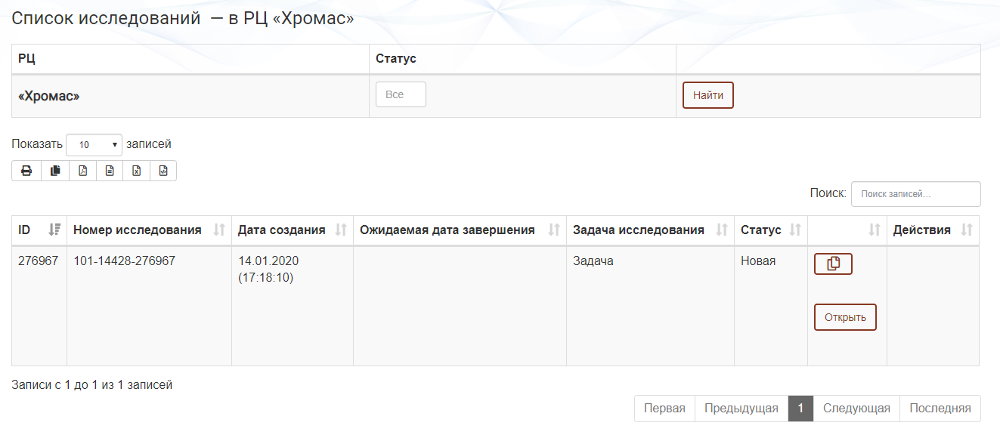 Список исследований — в РЦ «Хромас»
РЦ Статус
«Хромас» Все Найти
Показать 10 записей
Поиск: Поиск записей...
ID Номер исследования Дата создания Ожидаемая дата завершения Задача исследования Статус Действия
276967 101-14428-276967 14.01.2020 Задача Новая
(17:18:10)
Открыть
Записи с 1 до 1 из 1 записей
Первая Предыдущая 1 Следующая Последняя